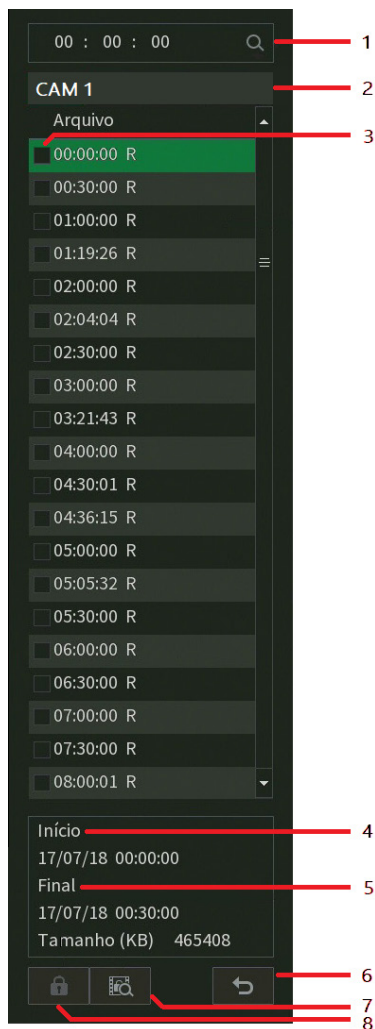 00 : 00 : 00
1
CAM 1
2
Arquivo
3
00:00:00 R
00:30:00 R
01:00:00 R
01:19:26 R
02:00:00 R
02:04:04 R
02:30:00 R
03:00:00 R
03:21:43 R
04:00:00 R
04:30:01 R
04:36:15 R
05:00:00 R
05:05:32 R
05:30:00 R
06:00:00 R
06:30:00 R
07:00:00 R
07:30:00 R
08:00:01 R
Início
4
17/07/18 00:00:00
Final
5
17/07/18 00:30:00
Tamanho (KB) 465408
6
7
8